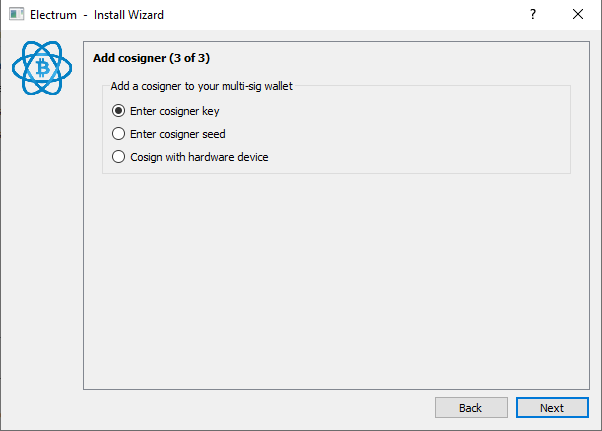 Electrum - Install Wizard
?
Add cosigner (3 of 3)
Add a cosigner to your multi-sig wallet
Enter cosigner key
Enter cosigner seed
Cosign with hardware device
Back
Next